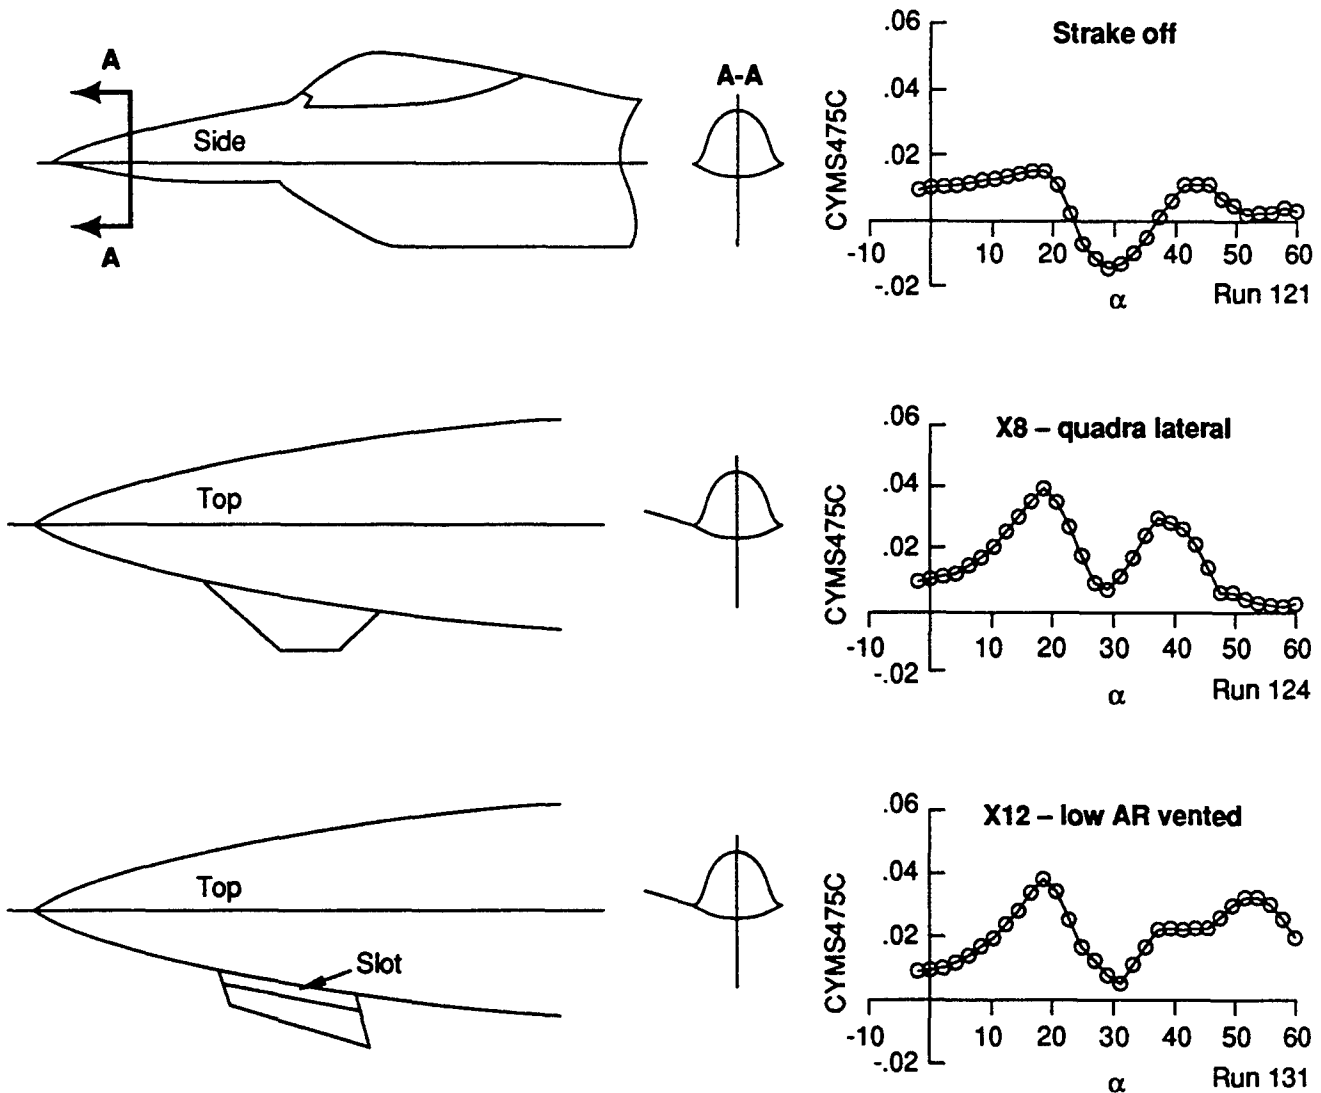 A
Side
A
A-A
Strake off
CYMS475C
.06
.04
.02
-.02
-10 10 20 30 40 50 60
α
Run 121
Top
X8 – quadra lateral
CYMS475C
.06
.04
.02
-.02
-10 10 20 30 40 50 60
α
Run 124
Top
Slot
X12 – low AR vented
CYMS475C
.06
.04
.02
-.02
-10 10 20 30 40 50 60
α
Run 131